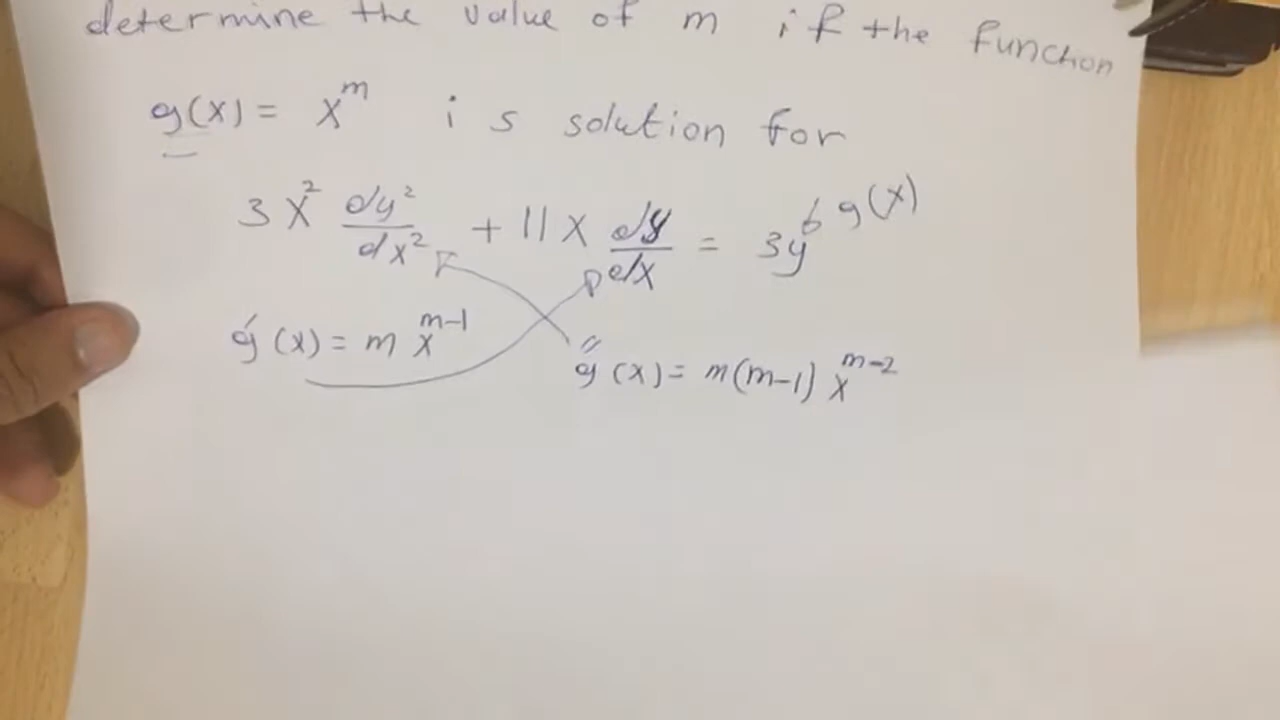 determine the value of m if the function
g(x) = x^m is solution for
3x² dy²/dx² + 11x dy/dx = 3y 6 g(x)
g'(x) = m x^(m-1)
g''(x) = m(m-1) x^(m-2)